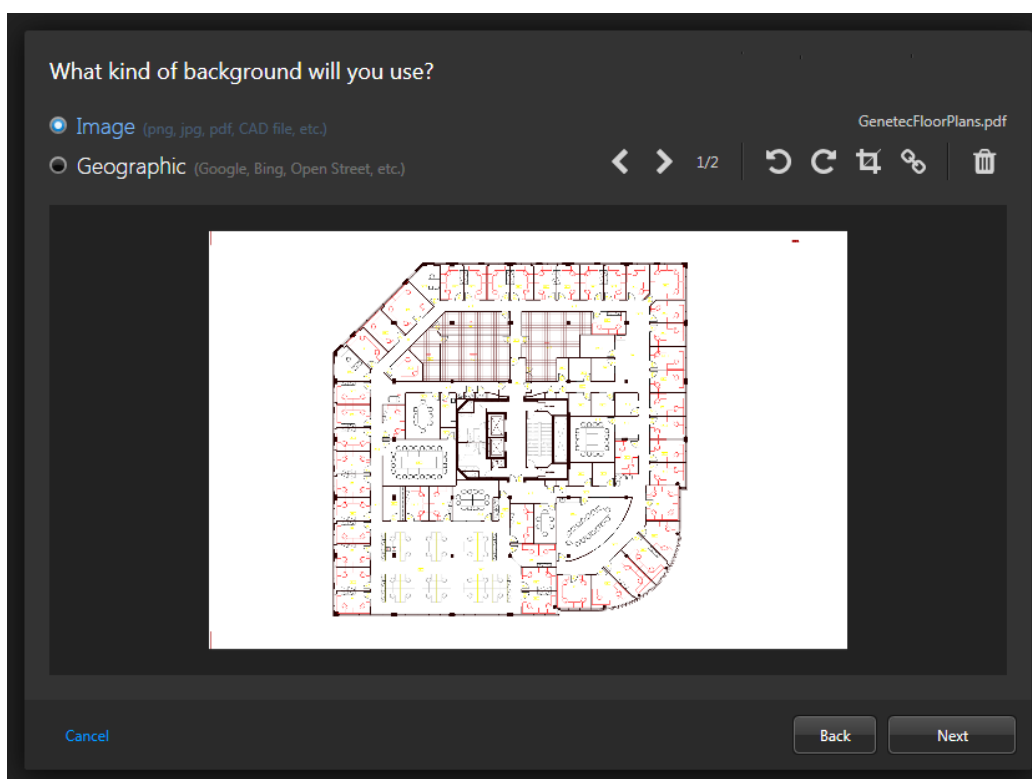 What kind of background will you use?
Image (png, jpg, pdf, CAD file, etc.)
GenetecFloorPlans.pdf
Geographic (Google, Bing, Open Street, etc.)
1/2
Cancel
Back
Next